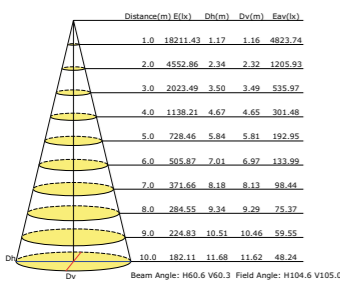 Distance(m) E(lx) Dh(m) Dv(m) Eav(lx)
1.0 18211.43 1.17 1.16 4823.74
2.0 4552.86 2.34 2.32 1205.93
3.0 2023.49 3.50 3.49 535.97
4.0 1138.21 4.67 4.65 301.48
5.0 728.46 5.84 5.81 192.95
6.0 505.87 7.01 6.97 133.99
7.0 371.66 8.18 8.13 98.44
8.0 284.55 9.34 9.29 75.37
9.0 224.83 10.51 10.46 59.55
Dh 10.0 182.11 11.68 11.62 48.24
Dv Beam Angle: H60.6 V60.3 Field Angle: H104.6 V105.0